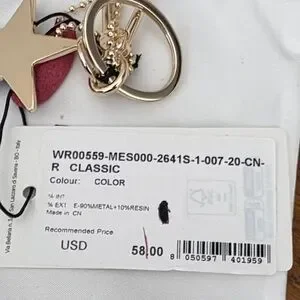 WR00559-MES000-2641S-1-007-20-CN-
R CLASSIC
Colour: COLOR
% INT
% EXT E-90%METAL+10%RESIN
Made in CN
Recommended Price
USD 58,00
8 050597 401959